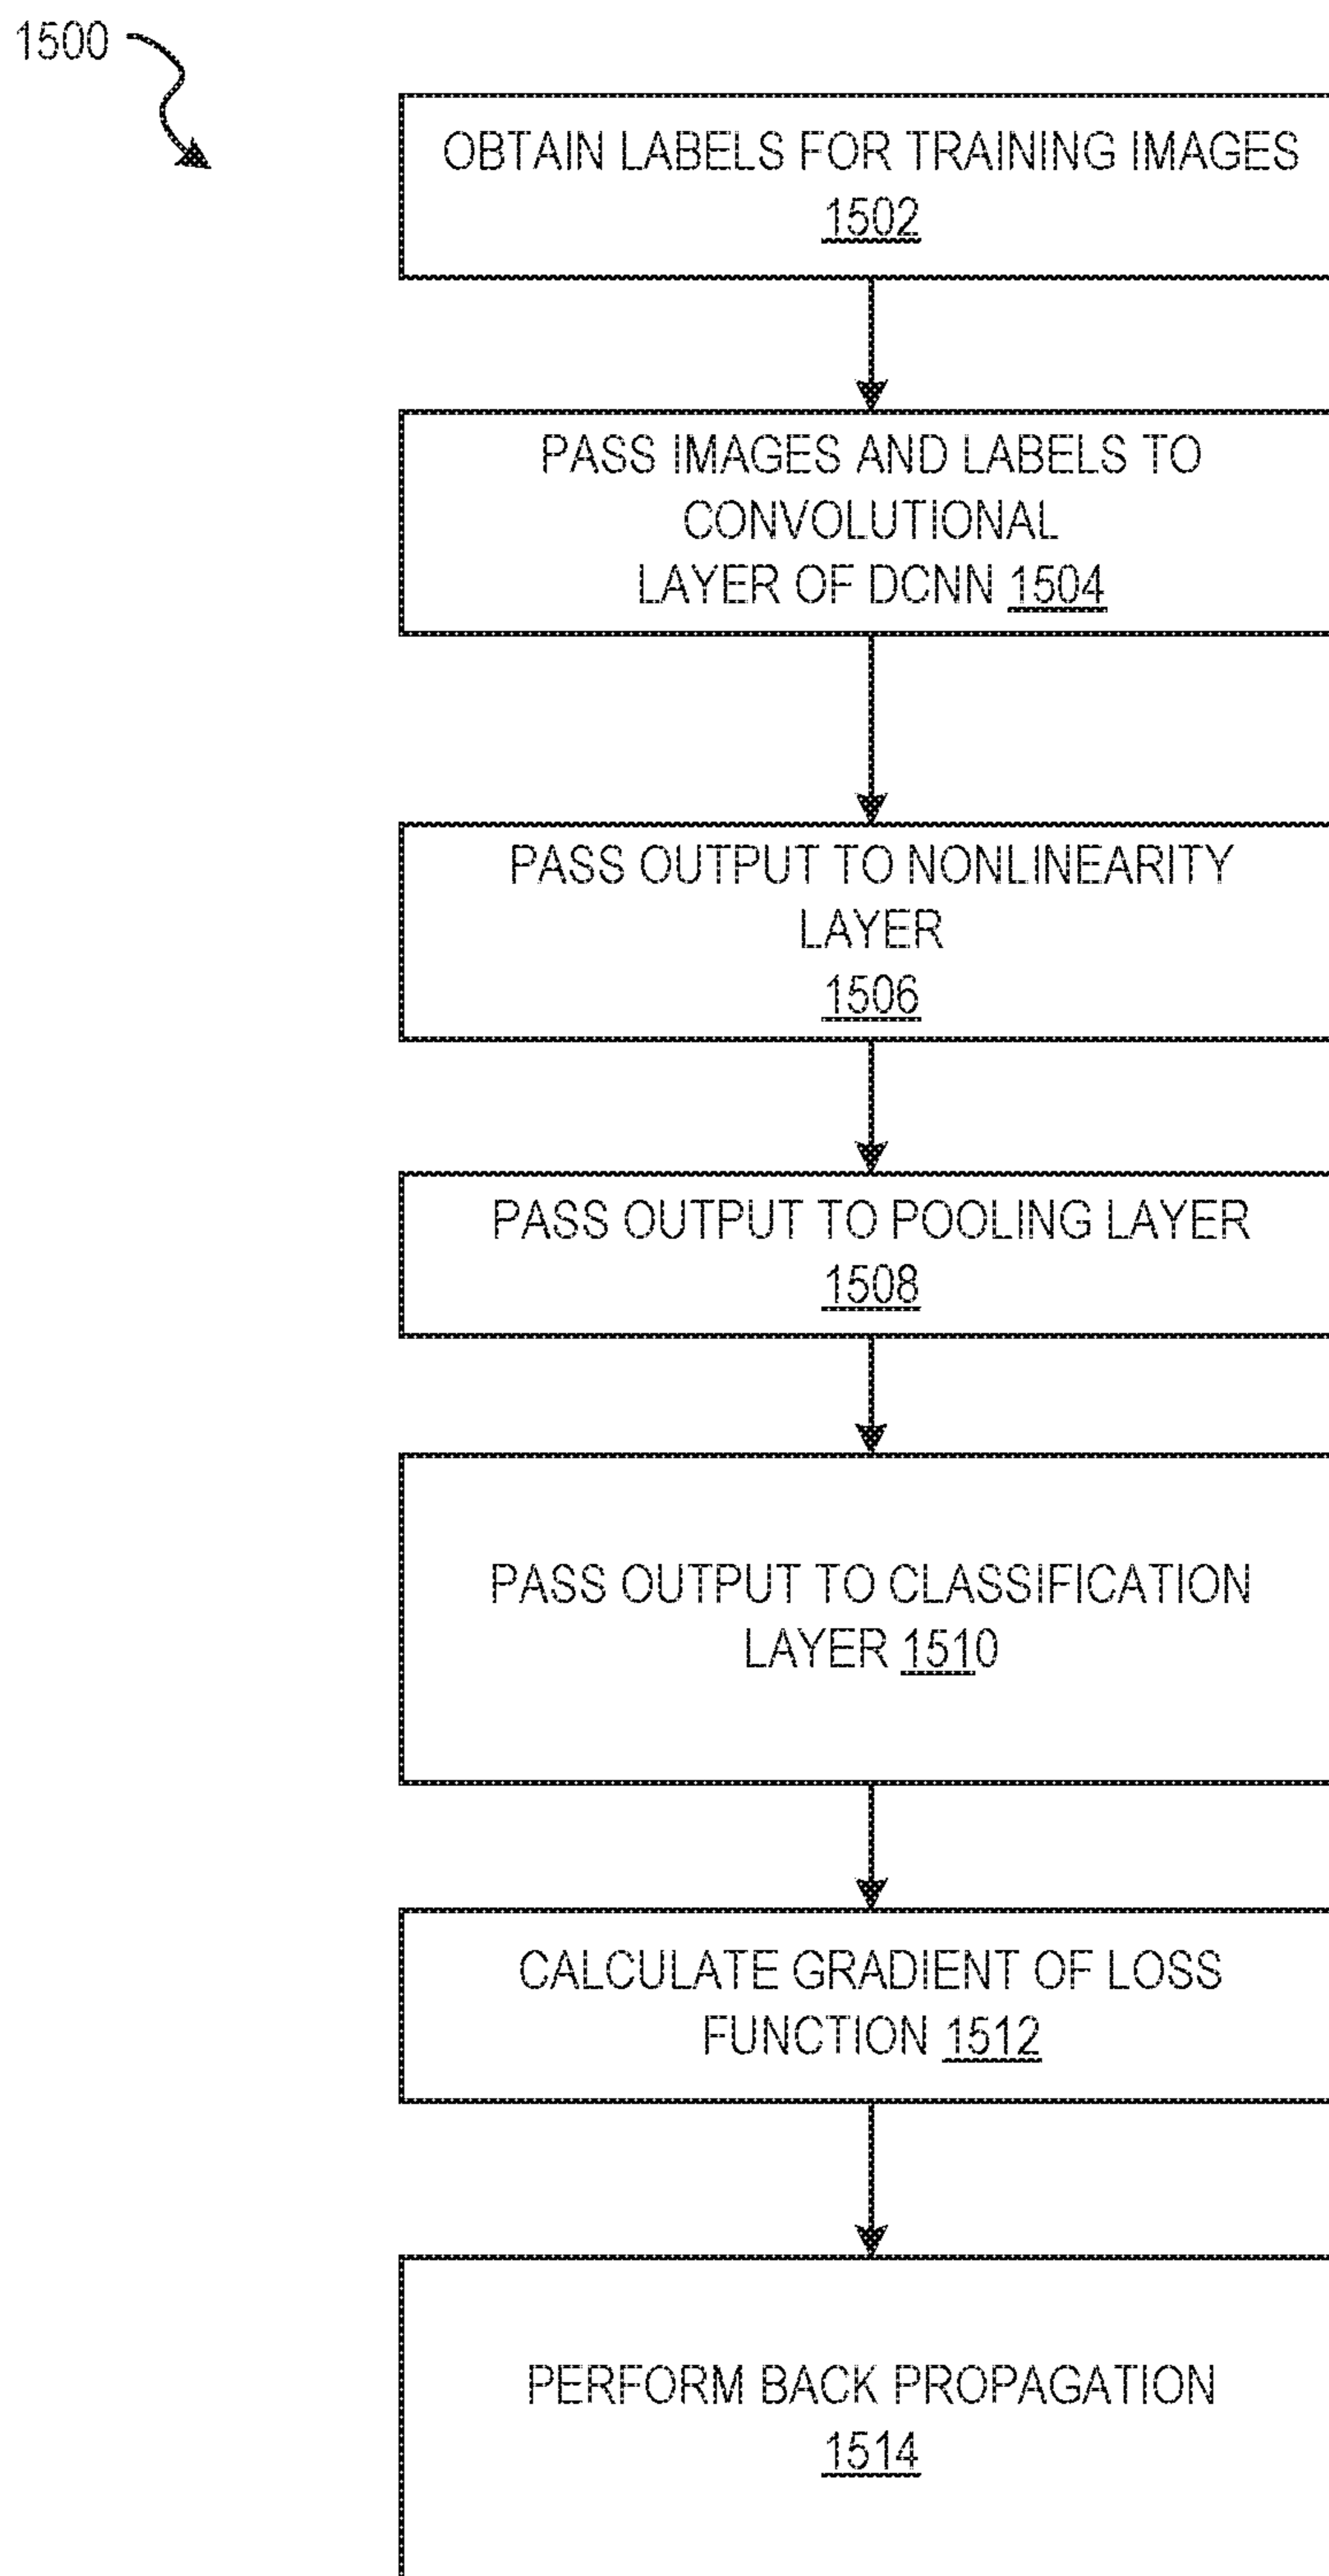 1500
OBTAIN LABELS FOR TRAINING IMAGES
1502
PASS IMAGES AND LABELS TO
CONVOLUTIONAL
LAYER OF DCNN 1504
PASS OUTPUT TO NONLINEARITY
LAYER
1506
PASS OUTPUT TO POOLING LAYER
1508
PASS OUTPUT TO CLASSIFICATION
LAYER 1510
CALCULATE GRADIENT OF LOSS
FUNCTION 1512
PERFORM BACK PROPAGATION
1514